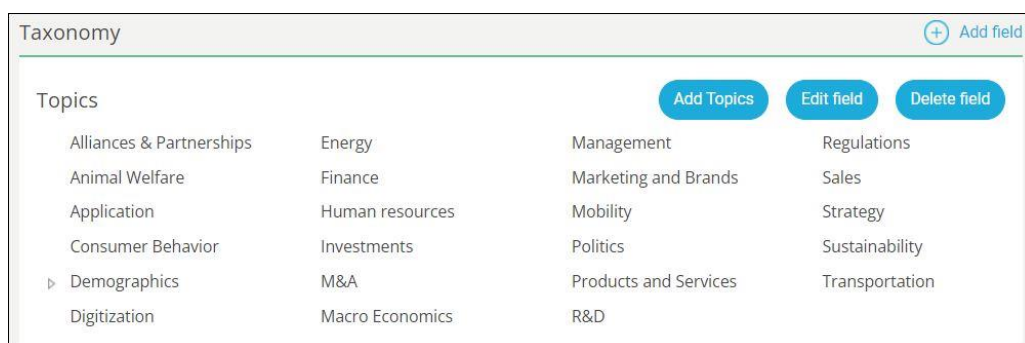 Taxonomy
Add field
Topics
Add Topics
Edit field
Delete field
Alliances & Partnerships
Animal Welfare
Application
Consumer Behavior
Demographics
Digitization
Energy
Finance
Human resources
Investments
M&A
Macro Economics
Management
Marketing and Brands
Mobility
Politics
Products and Services
R&D
Regulations
Sales
Strategy
Sustainability
Transportation